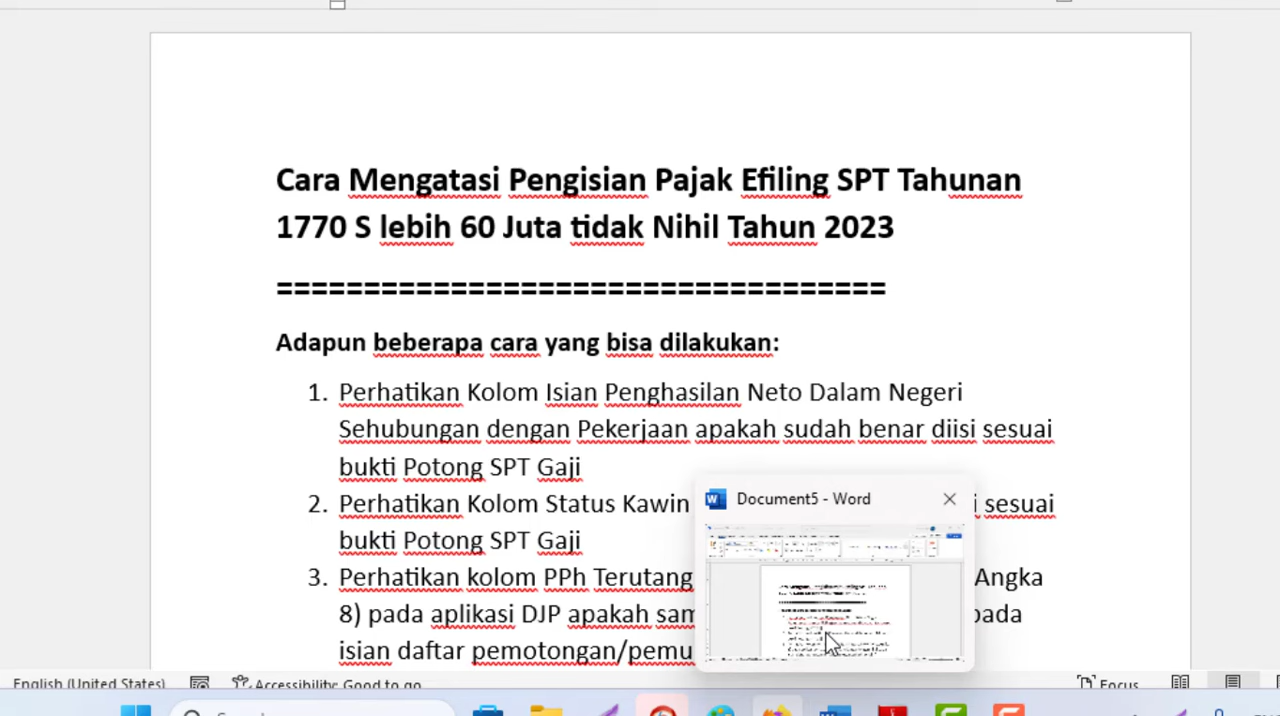 Cara Mengatasi Pengisian Pajak Efiling SPT Tahunan
1770 S lebih 60 Juta tidak Nihil Tahun 2023
===================================
Adapun beberapa cara yang bisa dilakukan:
1. Perhatikan Kolom Isian Penghasilan Neto Dalam Negeri
Sehubungan dengan Pekerjaan apakah sudah benar diisi sesuai
bukti Potong SPT Gaji
2. Perhatikan Kolom Status Kawin
i sesuai
bukti Potong SPT Gaji
3. Perhatikan kolom PPh Terutang
Angka
8) pada aplikasi DJP apakah sam
pada
isian daftar pemotongan/pemu
Document5 - Word
English (United States)
Accessibility: Good to go
Focus